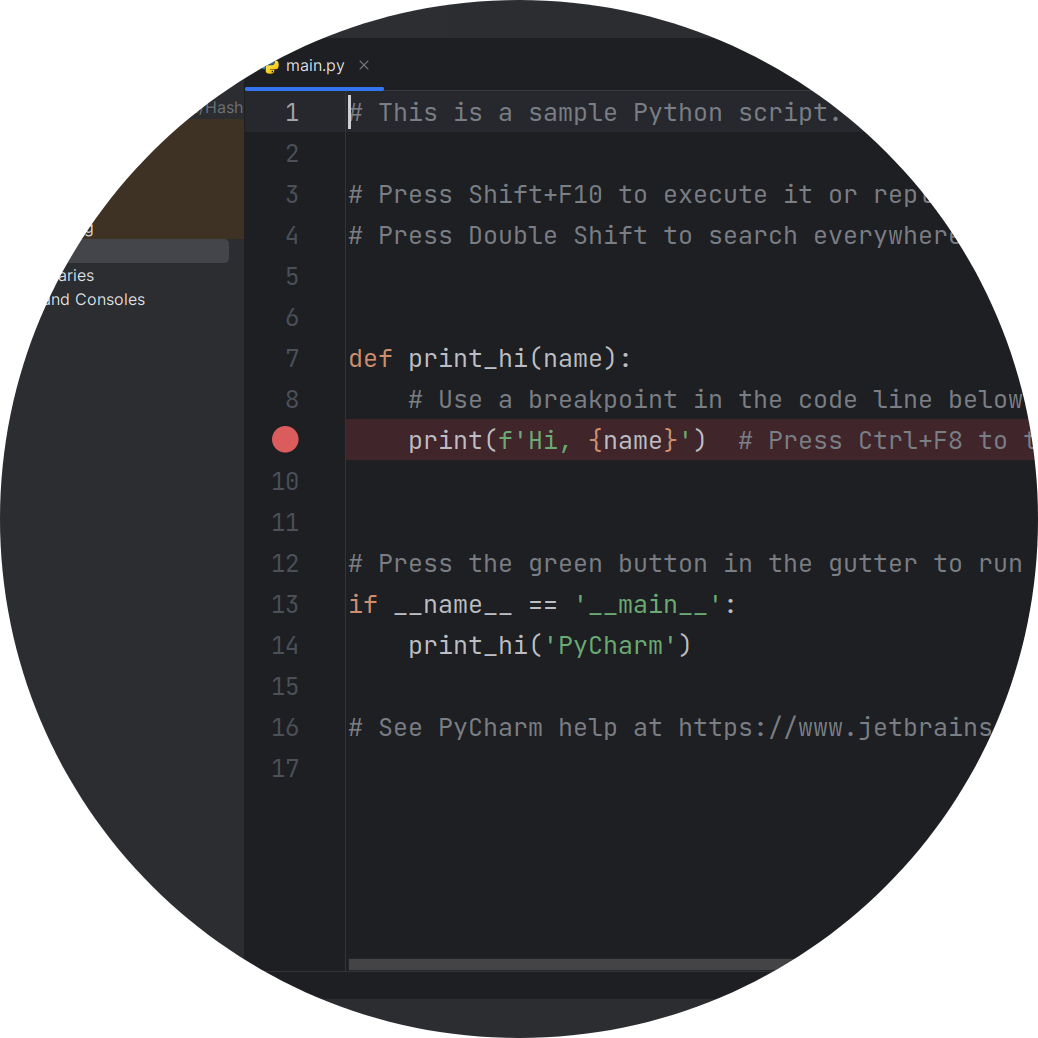 main.py
Hash
1 # This is a sample Python script.
2
3 # Press Shift+F10 to execute it or
4 # Press Double Shift to search everywhere
Consoles
5
6
7 def print_hi(name):
8 # Use a breakpoint in the code line below
print(f'Hi, {name}') # Press Ctrl+F8 to
10
11
12 # Press the green button in the gutter to run
13 if __name__ == '__main__':
14 print_hi('PyCharm')
15
16 # See PyCharm help at https://www.jetbrains
17